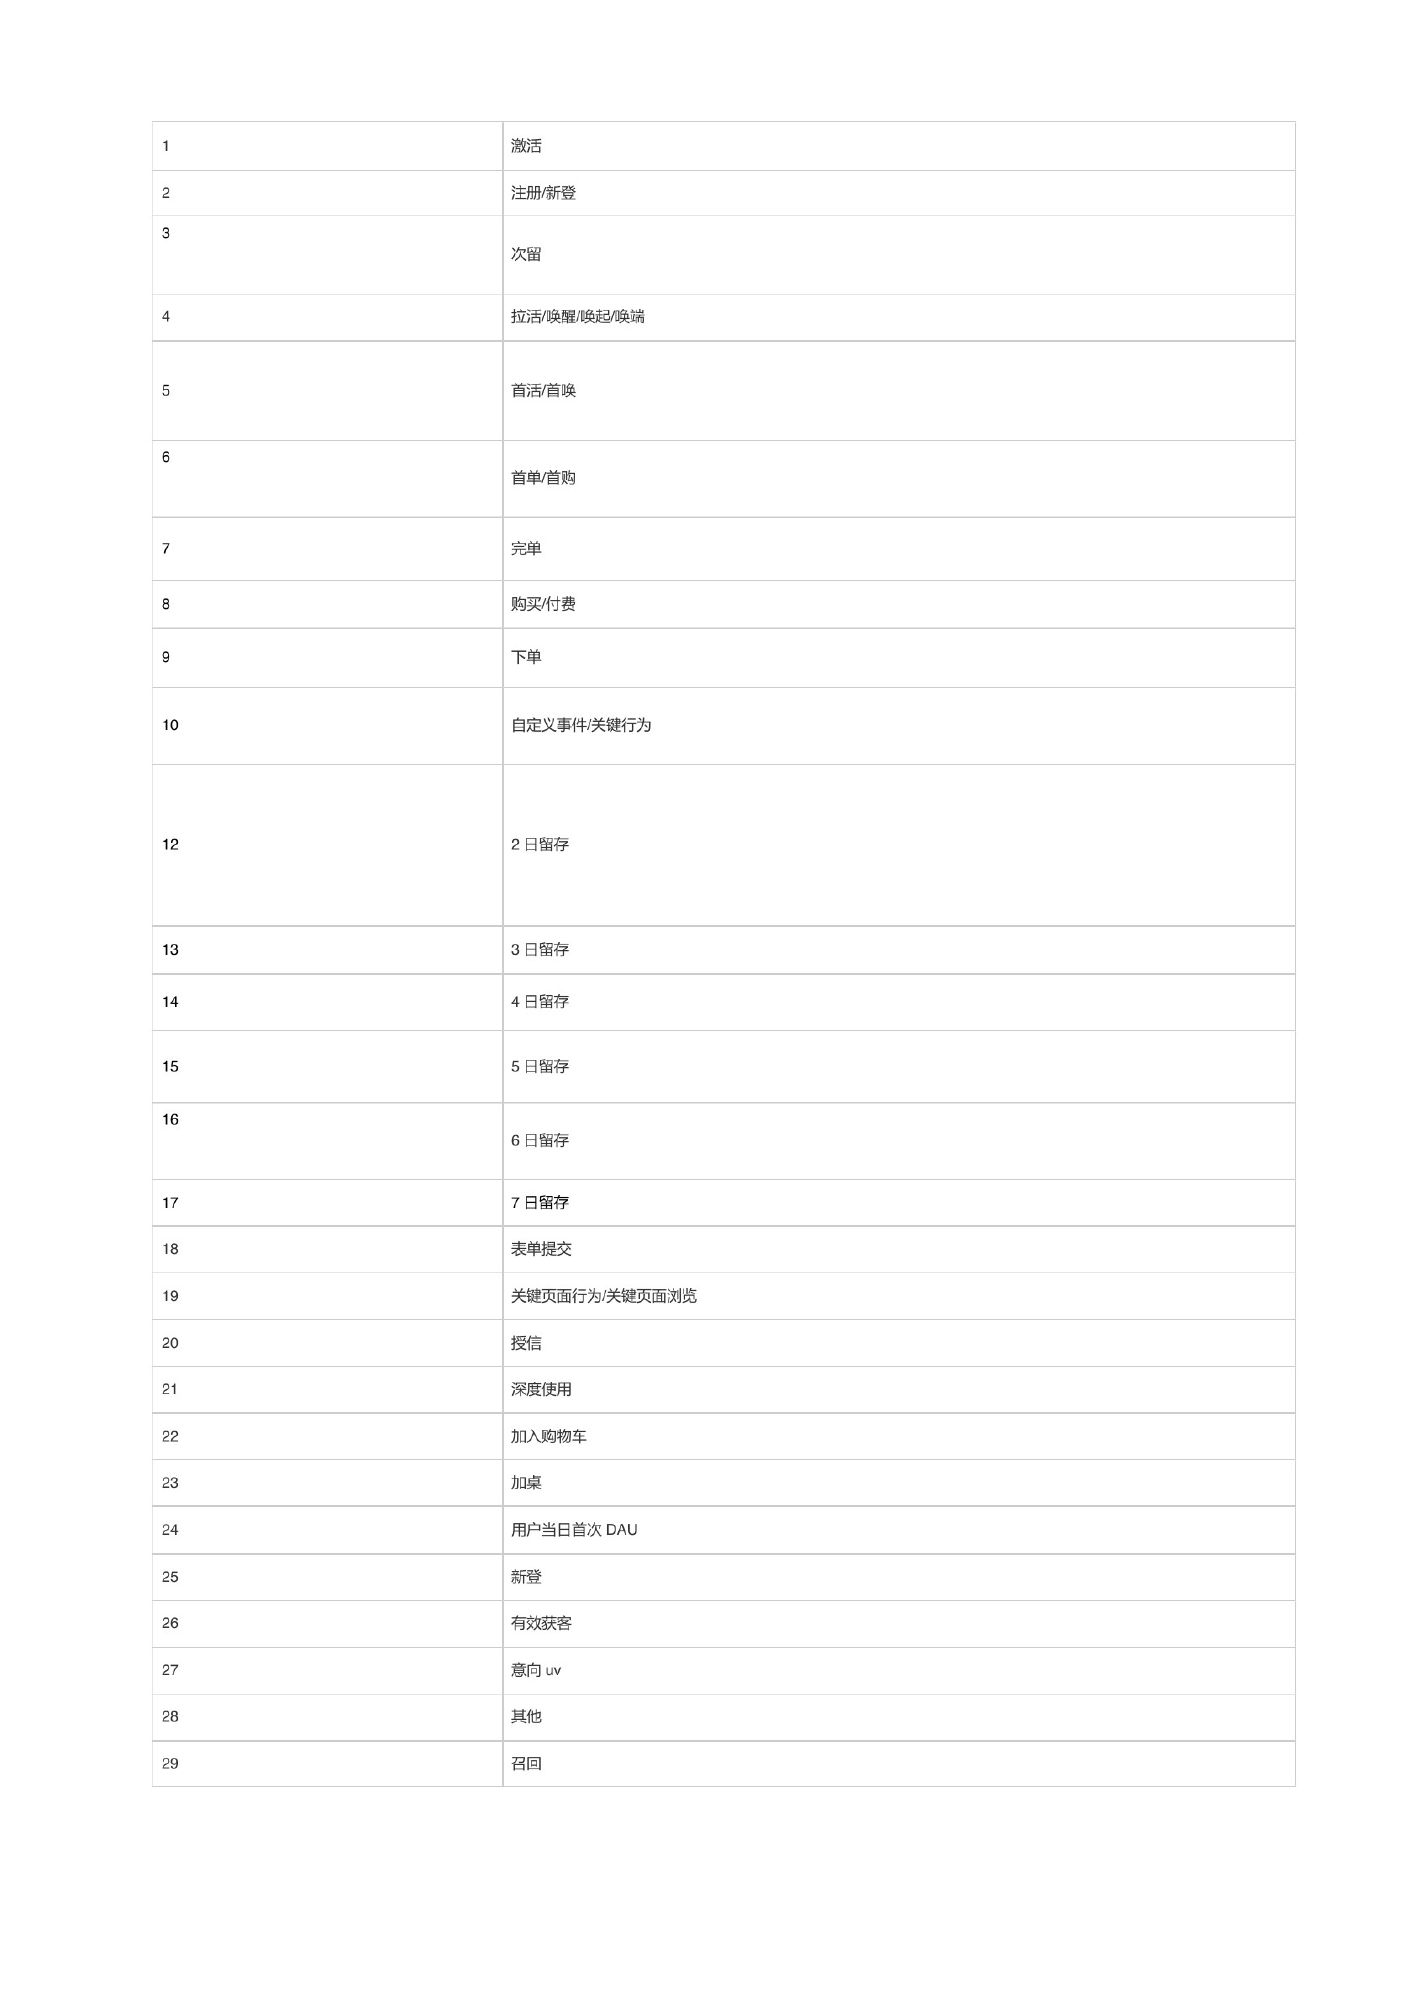 1 激活
2 注册/新登
3 次留
4 拉活/唤醒/唤起/唤端
5 首活/首唤
6 首单/首购
7 完单
8 购买/付费
9 下单
10 自定义事件/关键行为
12 2 日留存
13 3 日留存
14 4 日留存
15 5 日留存
16 6 日留存
17 7 日留存
18 表单提交
19 关键页面行为/关键页面浏览
20 授信
21 深度使用
22 加入购物车
23 加桌
24 用户当日首次 DAU
25 新登
26 有效获客
27 意向 uv
28 其他
29 召回